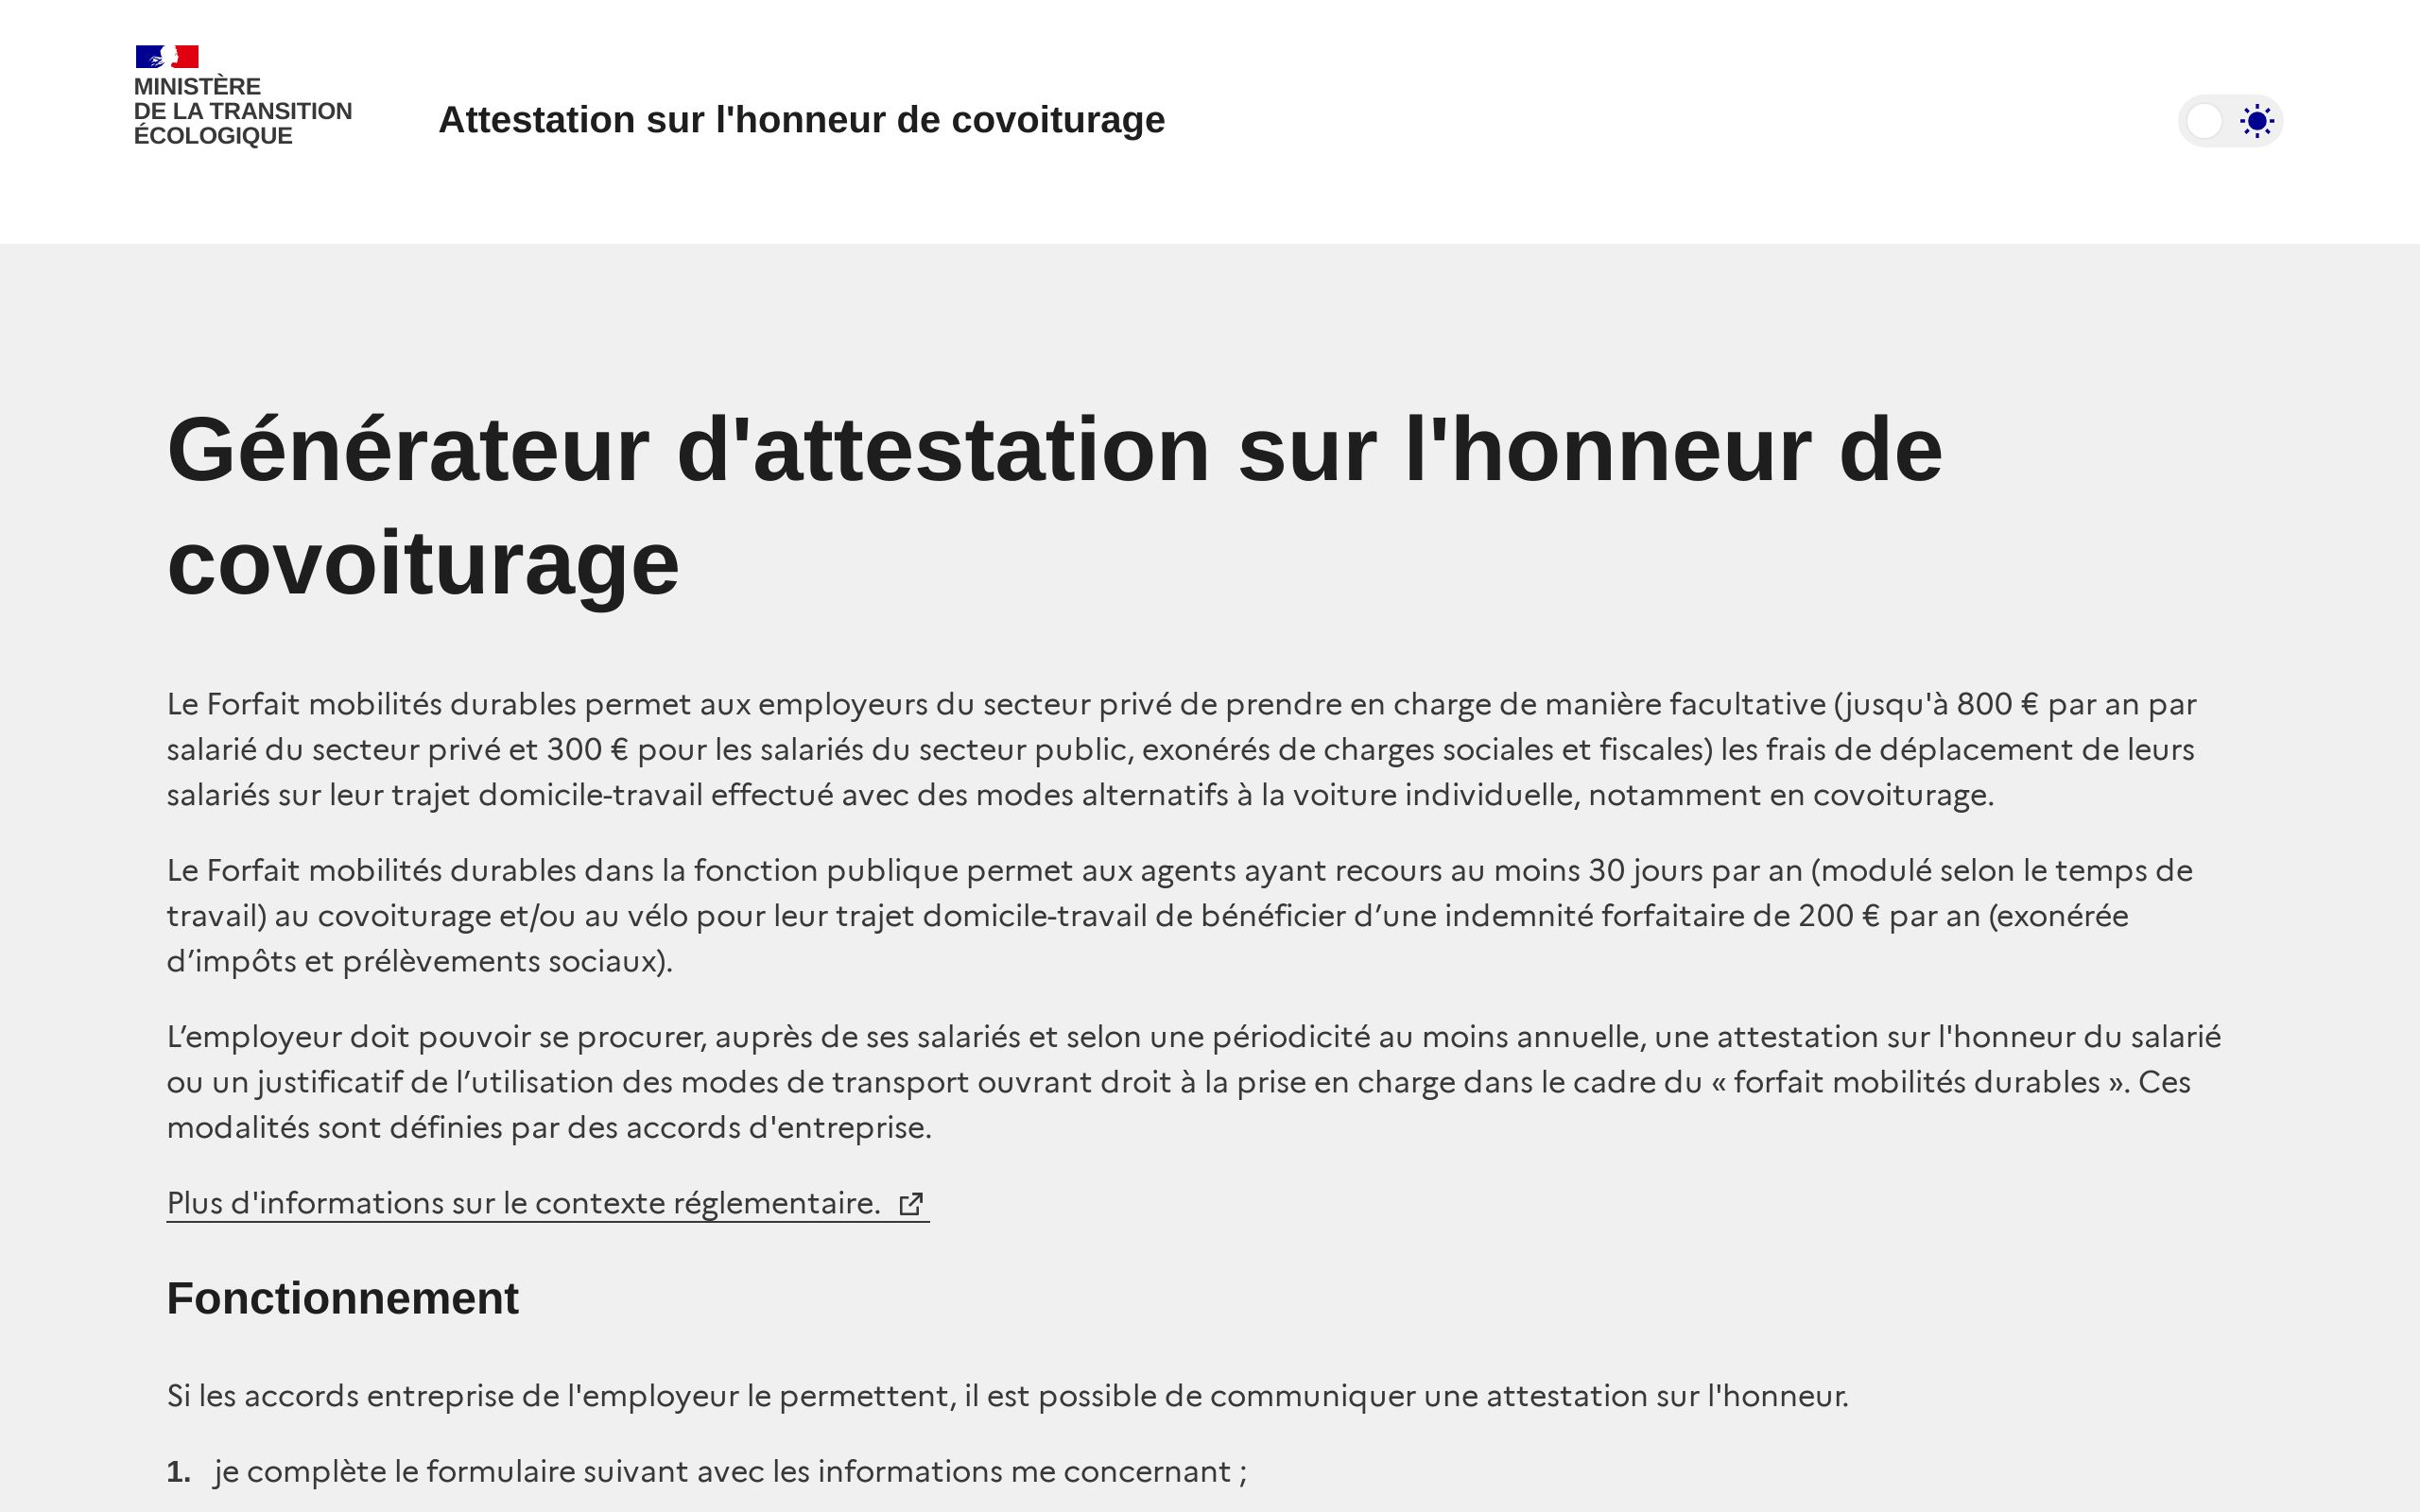 MINISTÈRE
DE LA TRANSITION
ÉCOLOGIQUE
Attestation sur l'honneur de covoiturage
Générateur d'attestation sur l'honneur de
covoiturage
Le Forfait mobilités durables permet aux employeurs du secteur privé de prendre en charge de manière facultative (jusqu'à 800 € par an par
salarié du secteur privé et 300 € pour les salariés du secteur public, exonérés de charges sociales et fiscales) les frais de déplacement de leurs
salariés sur leur trajet domicile-travail effectué avec des modes alternatifs à la voiture individuelle, notamment en covoiturage.
Le Forfait mobilités durables dans la fonction publique permet aux agents ayant recours au moins 30 jours par an (modulé selon le temps de
travail) au covoiturage et/ou au vélo pour leur trajet domicile-travail de bénéficier d’une indemnité forfaitaire de 200 € par an (exonérée
d’impôts et prélèvements sociaux).
L’employeur doit pouvoir se procurer, auprès de ses salariés et selon une périodicité au moins annuelle, une attestation sur l'honneur du salarié
ou un justificatif de l’utilisation des modes de transport ouvrant droit à la prise en charge dans le cadre du « forfait mobilités durables ». Ces
modalités sont définies par des accords d'entreprise.
Plus d'informations sur le contexte réglementaire.
Fonctionnement
Si les accords entreprise de l'employeur le permettent, il est possible de communiquer une attestation sur l'honneur.
1. je complète le formulaire suivant avec les informations me concernant ;